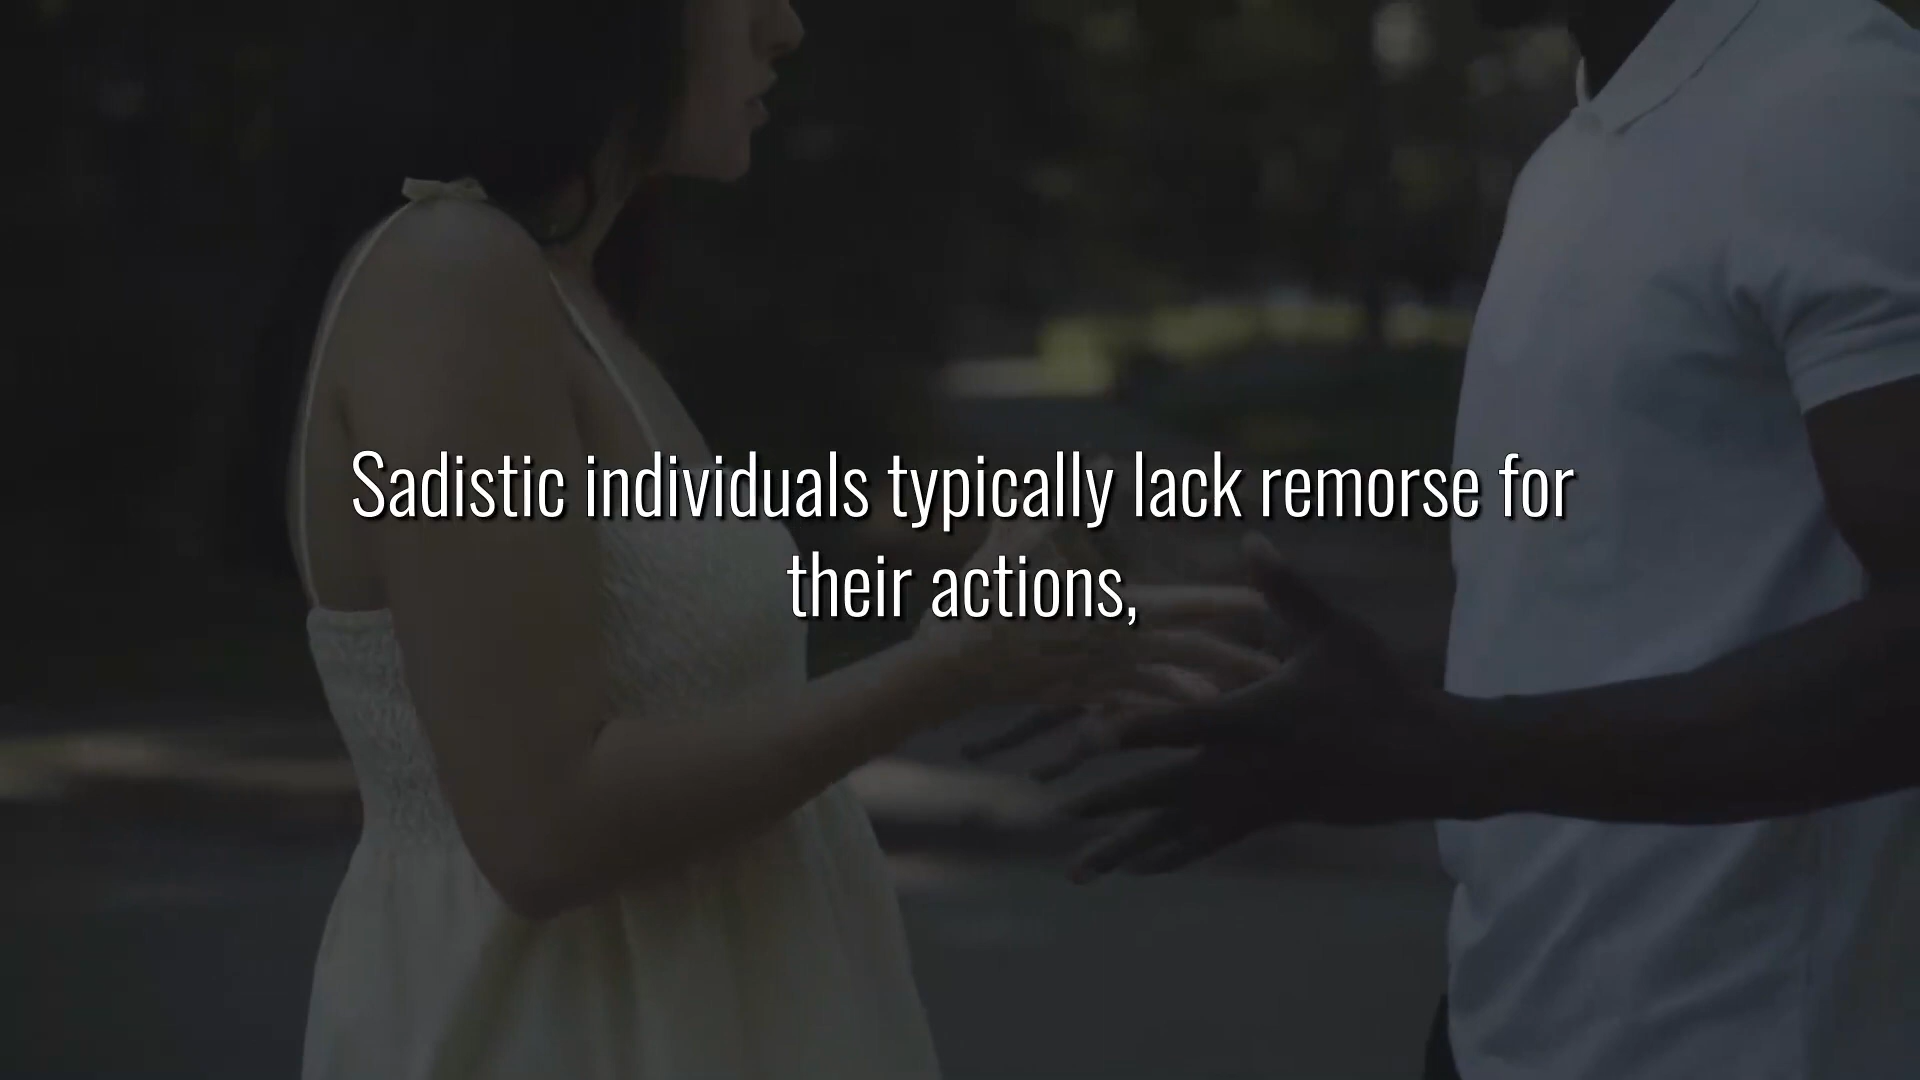 Sadistic individuals typically lack remorse for
their actions,